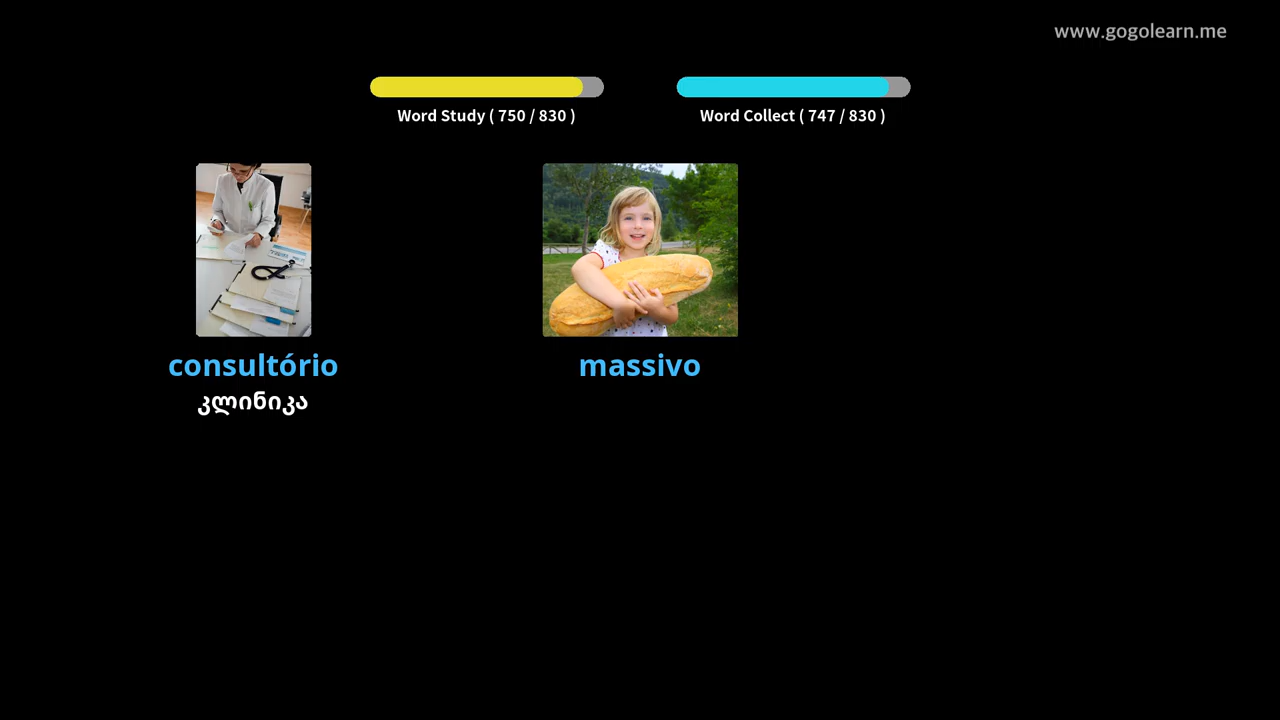 www.gogolearn.me
Word Study ( 750 / 830 )
Word Collect ( 747 / 830 )
consultório
კლინიკა
massivo